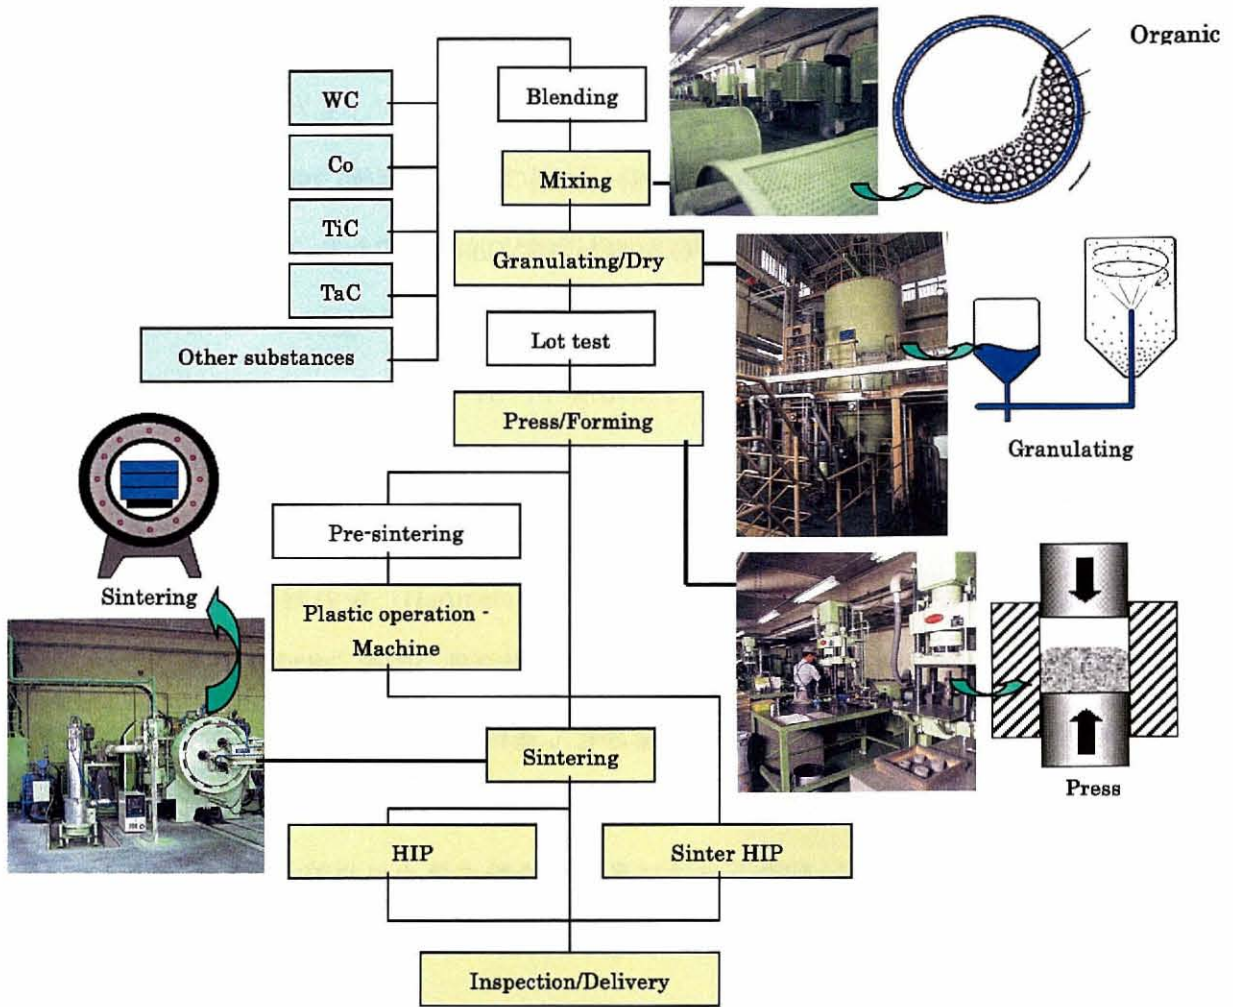 Organic
Blending
WC
Co
Mixing
TiC
Granulating/Dry
TaC
Lot test
Other substances
Press/Forming
Granulating
Pre-sintering
Sintering
Plastic operation -
Machine
Sintering
Press
HIP
Sinter HIP
Inspection/Delivery